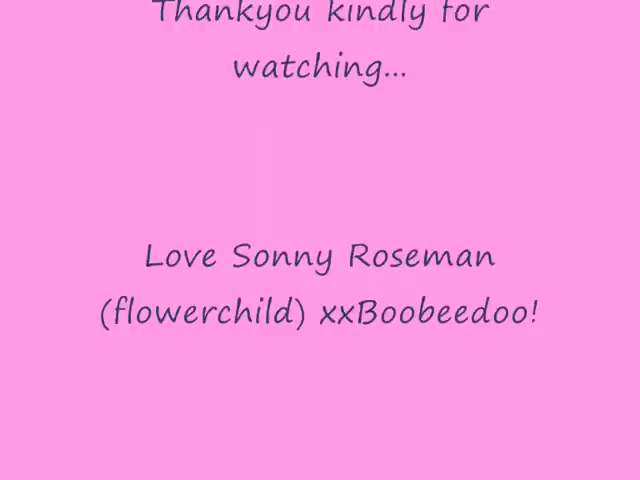 Thankyou kindly for
watching...
Love Sonny Roseman
(flowerchild) xxBoobeedoo!